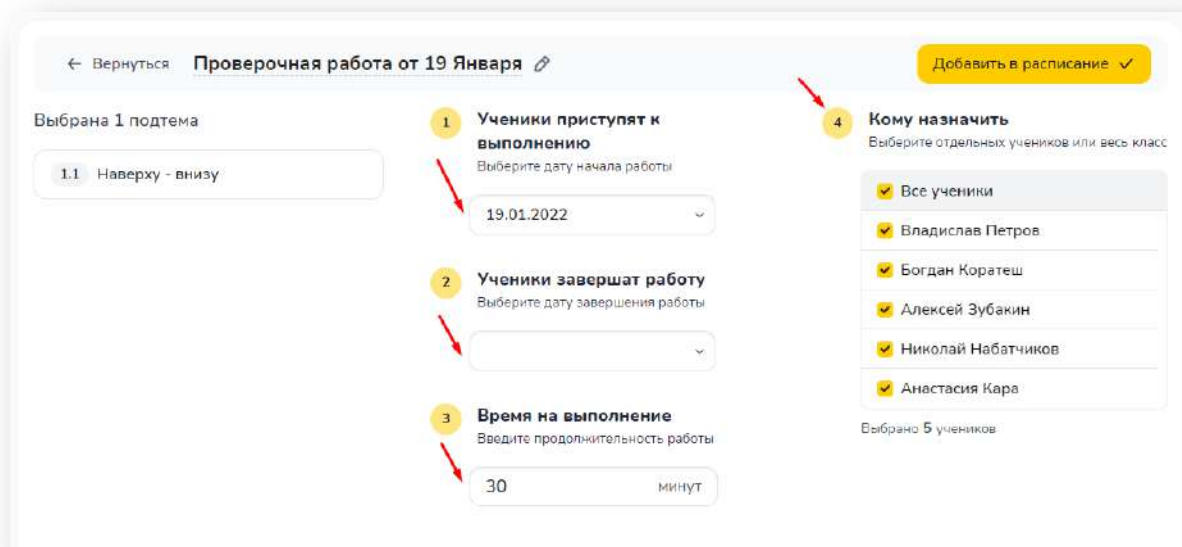 ← Вернуться Проверочная работа от 19 Января
Добавить в расписание ✓
Выбрана 1 подтема
1.1 Наверху - внизу
1 Ученики приступят к
выполнению
Выберите дату начала работы
19.01.2022
2 Ученики завершат работу
Выберите дату завершения работы
3 Время на выполнение
Введите продолжительность работы
30 минут
4 Кому назначить
Выберите отдельных учеников или весь класс
Все ученики
Владислав Петров
Богдан Коратеш
Алексей Зубакин
Николай Набатчиков
Анастасия Кара
Выбрано 5 учеников